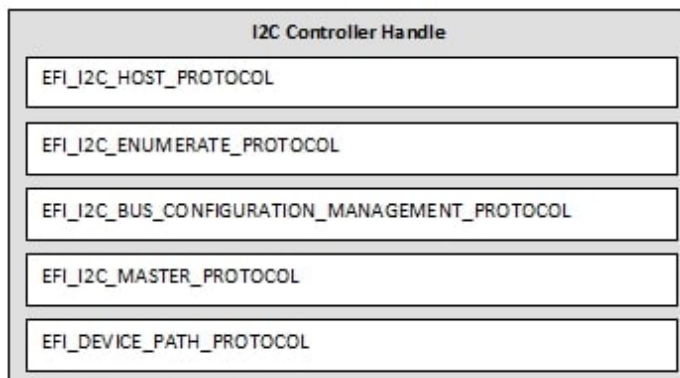 I2C Controller Handle
EFI_I2C_HOST_PROTOCOL
EFI_I2C_ENUMERATE_PROTOCOL
EFI_I2C_BUS_CONFIGURATION_MANAGEMENT_PROTOCOL
EFI_I2C_MASTER_PROTOCOL
EFI_DEVICE_PATH_PROTOCOL